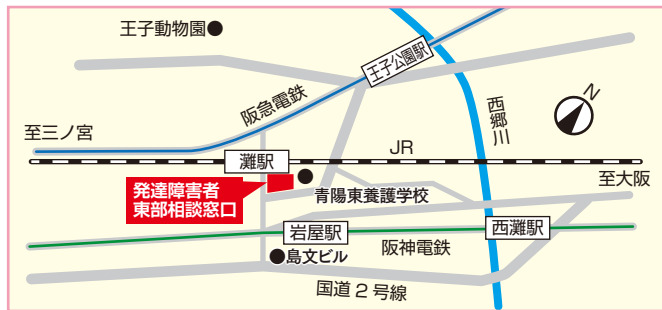 王子動物園
王子公園駅
阪急電鉄
西郷川
N
至三ノ宮
JR
灘駅
至大阪
発達障害者
東部相談窓口
青陽東養護学校
岩屋駅
西灘駅
阪神電鉄
島文ビル
国道2号線